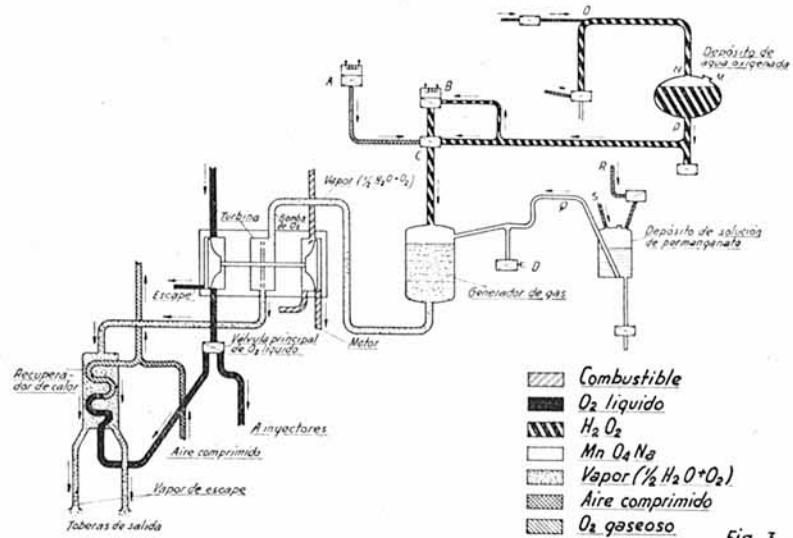 O
Depósito de
agua oxigenada
N
M
P
A
B
C
Vapor (½ H₂O+O₂)
Turbina
Bomba
de O₂
R
S
Q
Depósito de solución
de permanganato
D
Generador de gas
Escape
Motor
Válvula principal
de O₂ líquido
Recupera-
dor de calor
A inyectores
Aire comprimido
Vapor de escape
Toberas de salida
Combustible
O₂ líquido
H₂O₂
Mn O₄ Na
Vapor (½ H₂O+O₂)
Aire comprimido
O₂ gaseoso
Fig. 3